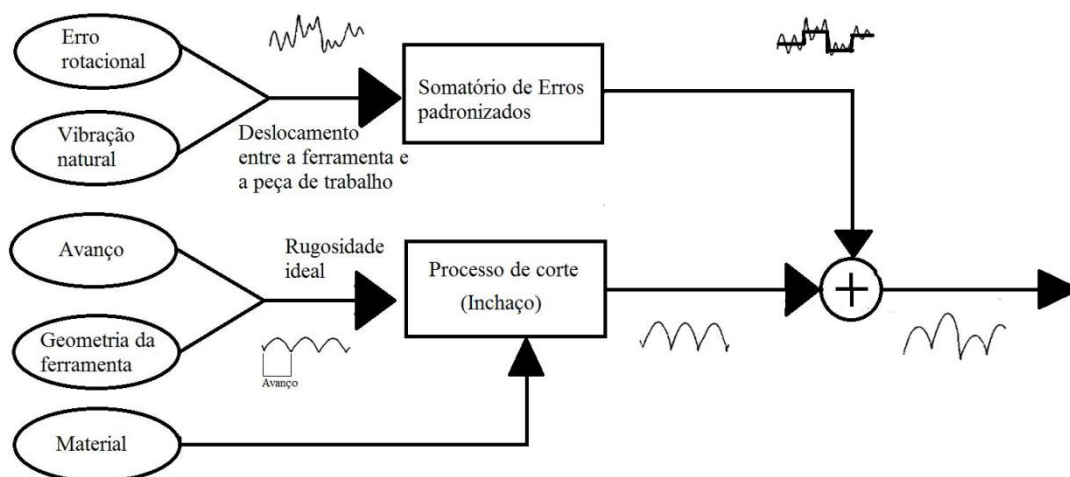 Erro
rotacional
Vibração
natural
Deslocamento
entre a ferramenta e
a peça de trabalho
Somatório de Erros
padronizados
Avanço
Geometria da
ferramenta
Rugosidade
ideal
Avanço
Processo de corte
(Inchaço)
+
Material